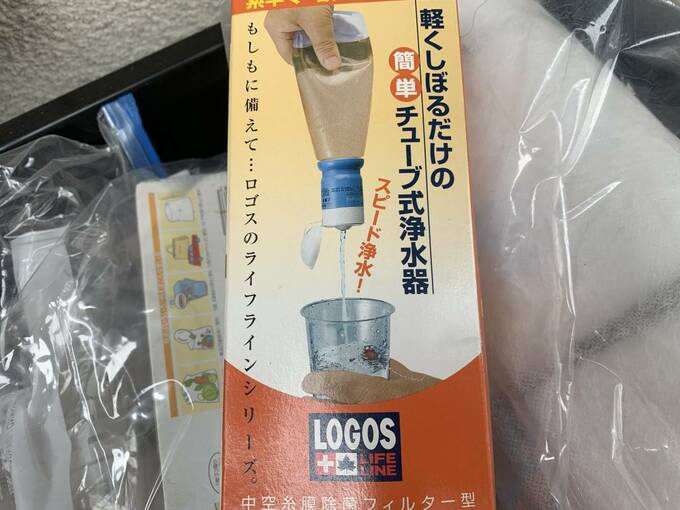 軽くしぼるだけの
簡単チューブ式浄水器
スピード浄水!
もしもに備えて…ロゴスのライフラインシリーズ。
LOGOS
LIFE
LINE
中空糸膜除菌フィルター型